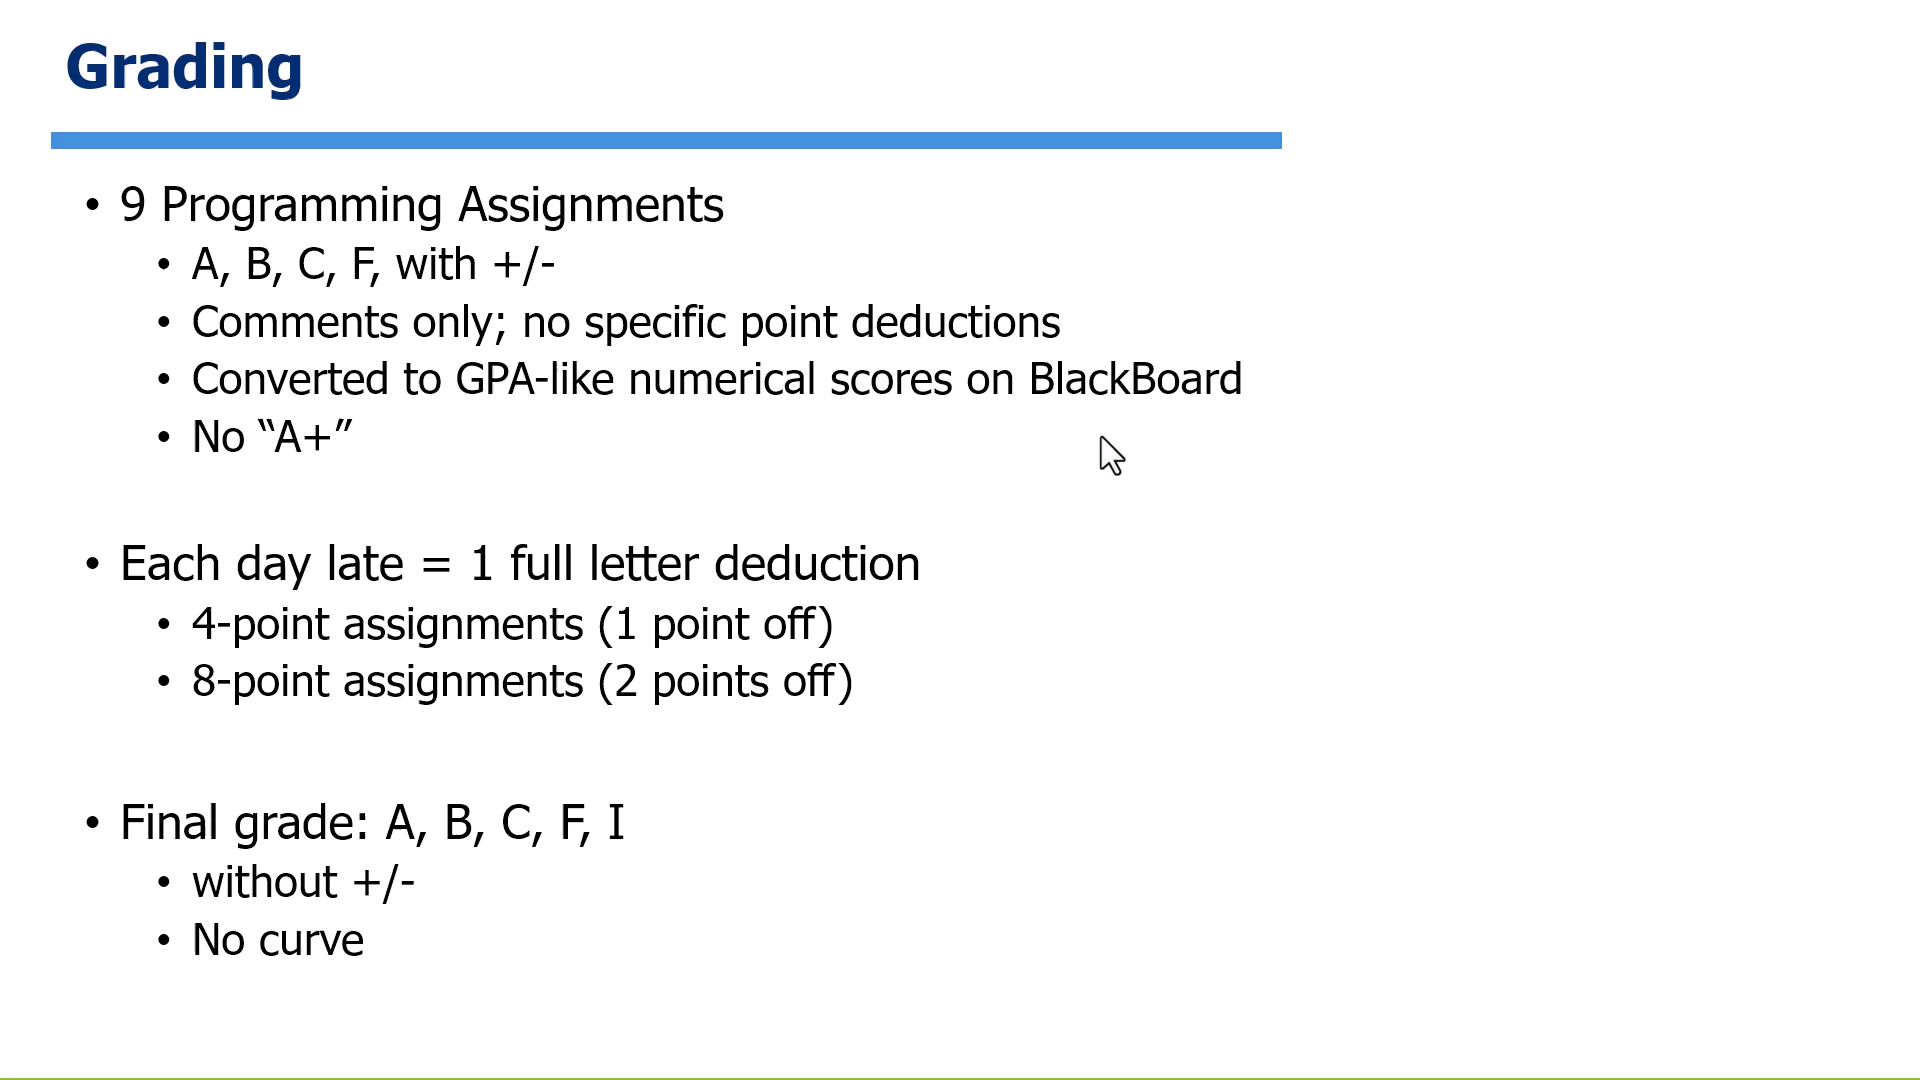 Grading
• 9 Programming Assignments
• A, B, C, F, with +/-
• Comments only; no specific point deductions
• Converted to GPA-like numerical scores on BlackBoard
• No “A+”
• Each day late = 1 full letter deduction
• 4-point assignments (1 point off)
• 8-point assignments (2 points off)
• Final grade: A, B, C, F, I
• without +/-
• No curve